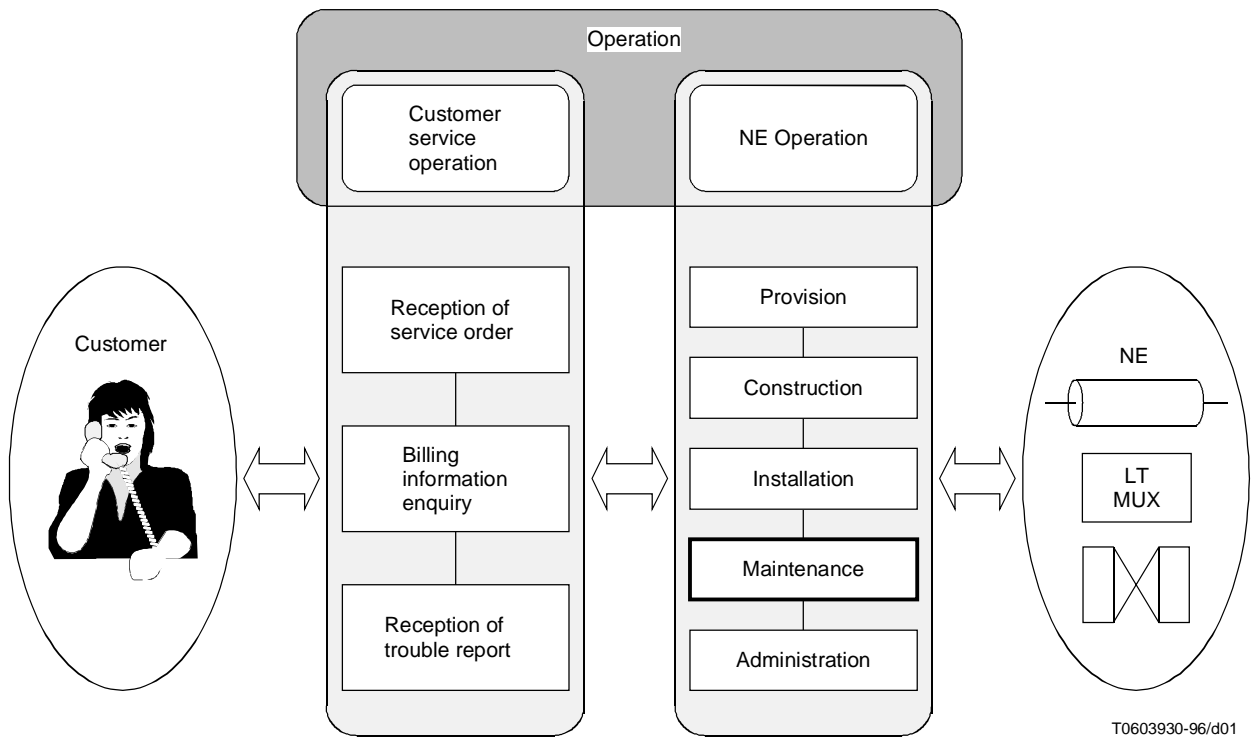 Operation
Customer
service
operation
NE Operation
Reception of
service order
Billing
information
enquiry
Reception of
trouble report
Provision
Construction
Installation
Maintenance
Administration
Customer
NE
LT
MUX
T0603930-96/d01